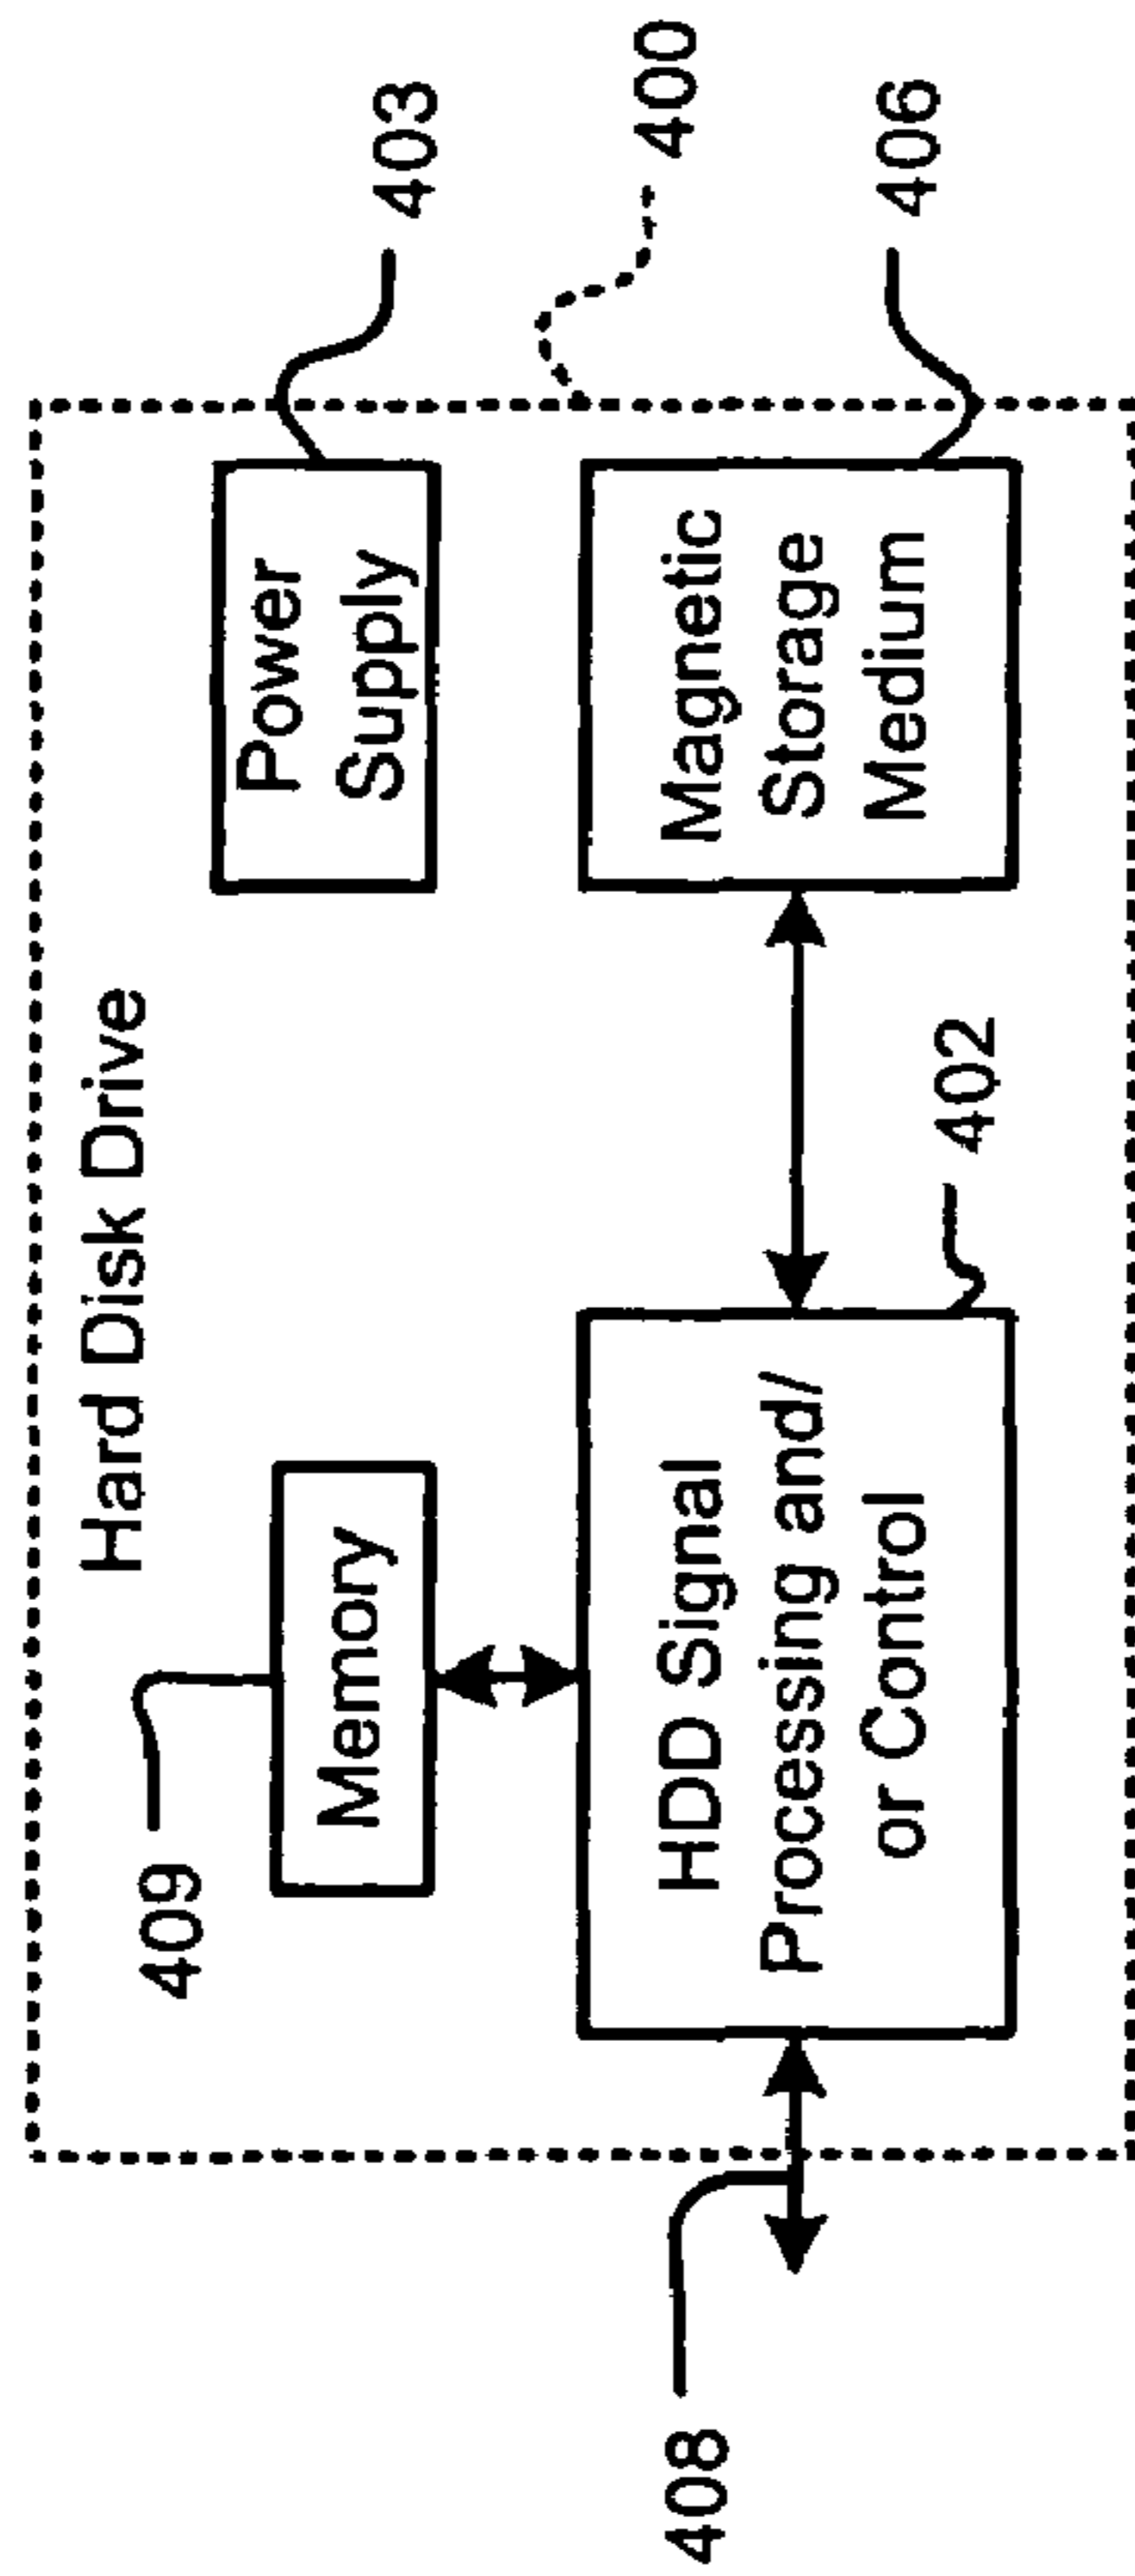 Hard Disk Drive
409
Memory
Power
Supply
403
400
408
HDD Signal
Processing and/
or Control
402
Magnetic
Storage
Medium
406